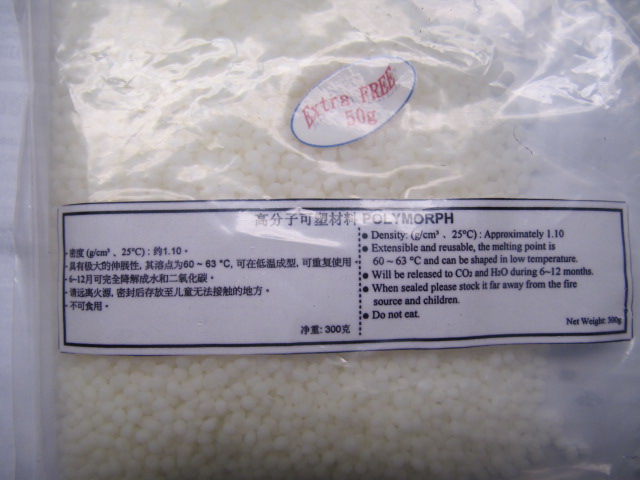 Extra FREE
50g
高分子可塑材料 POLYMORPH
密度 (g/cm³ 、25°C) : 约1.10。
具有极大的伸展性, 其溶点为60 ~ 63 °C, 可在低温成型, 可重复使用。
6~12月可完全降解成水和二氧化碳。
请远离火源, 密封后存放至儿童无法接触的地方。
不可食用。
净重: 300克
● Density: (g/cm³ 、25°C) : Approximately 1.10
● Extensible and reusable, the melting point is
60 ~ 63 °C and can be shaped in low temperature.
● Will be released to CO₂ and H₂O during 6~12 months.
● When sealed please stock it far away from the fire
source and children.
● Do not eat.
Net Weight: 300g